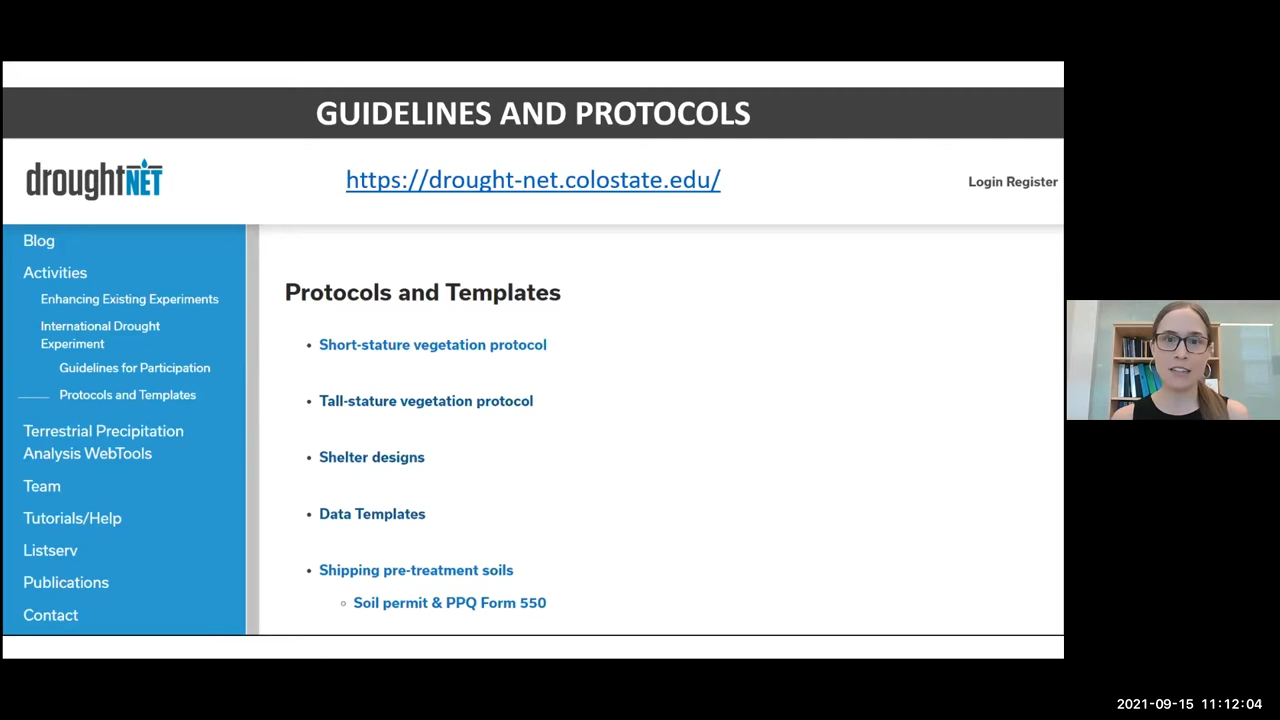 GUIDELINES AND PROTOCOLS
droughtNET
https://drought-net.colostate.edu/
Login Register
Blog
Activities
Enhancing Existing Experiments
International Drought
Experiment
Guidelines for Participation
Protocols and Templates
Terrestrial Precipitation
Analysis WebTools
Team
Tutorials/Help
Listserv
Publications
Contact
Protocols and Templates
• Short-stature vegetation protocol
• Tall-stature vegetation protocol
• Shelter designs
• Data Templates
• Shipping pre-treatment soils
○ Soil permit & PPQ Form 550
2021-09-15 11:12:04